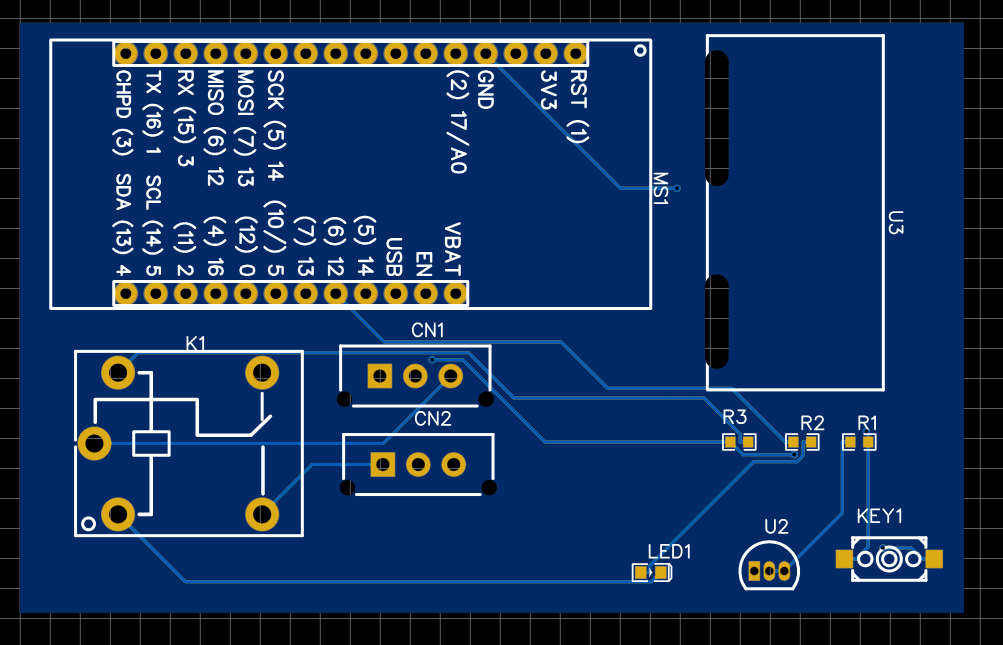 CHPD (3)
TX (16) 1
RX (15) 3
MISO (6) 12
MOSI (7) 13
SCK (5) 14
(2) 17/A0
GND
3V3
RST (1)
SDA (13) 4
SCL (14) 5
(11) 2
(4) 16
(12) 0
(10/) 5
(7) 13
(6) 12
(5) 14
USB
EN
VBAT
MS1
U3
K1
CN1
CN2
R3
R2
R1
KEY1
U2
LED1